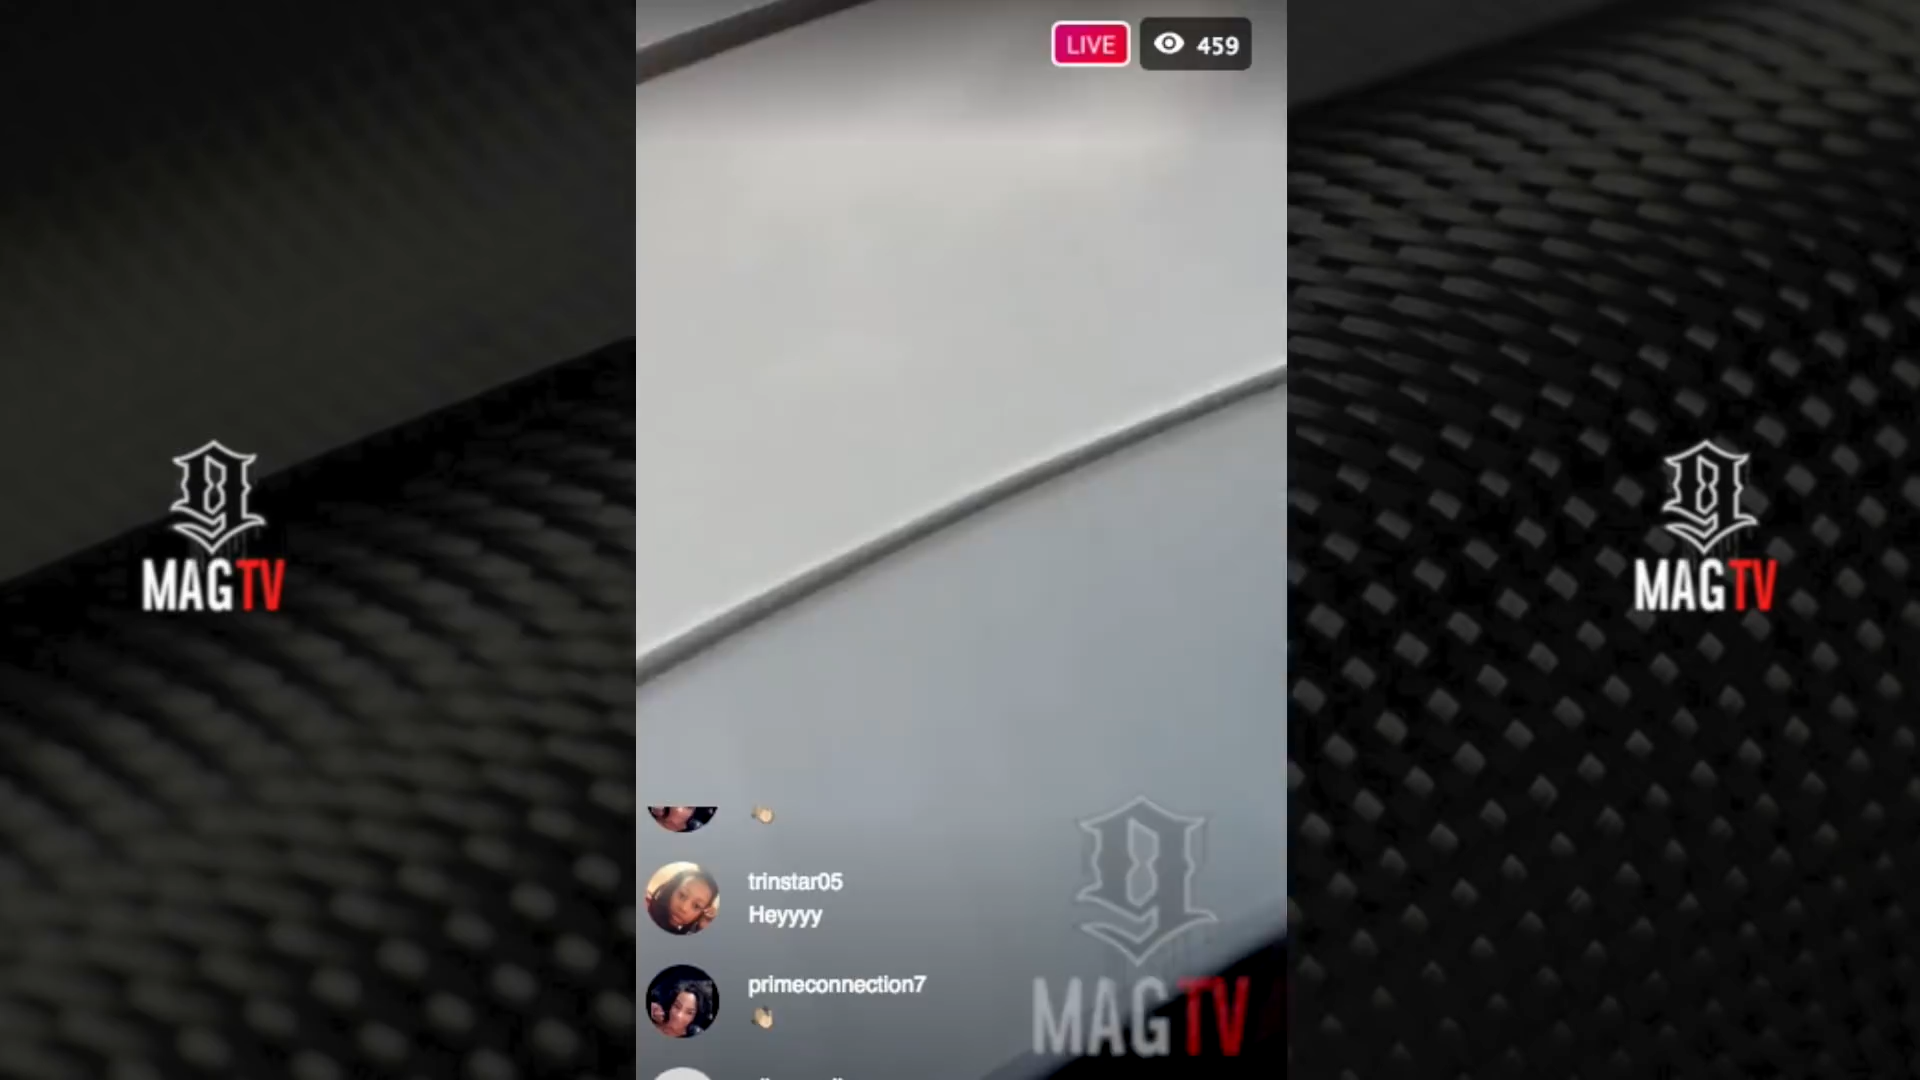 LIVE
459
MAGTV
MAGTV
trinstar05
Heyyyy
primeconnection7
MAGTV